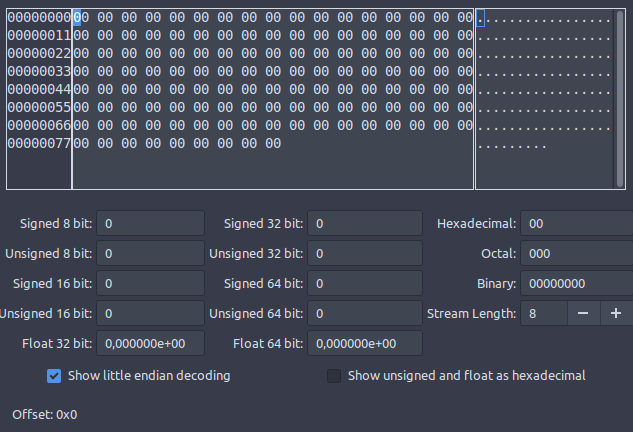 00000000 00 00 00 00 00 00 00 00 00 00 00 00 00 00 00 00 00 .................
00000011 00 00 00 00 00 00 00 00 00 00 00 00 00 00 00 00 00 .................
00000022 00 00 00 00 00 00 00 00 00 00 00 00 00 00 00 00 00 .................
00000033 00 00 00 00 00 00 00 00 00 00 00 00 00 00 00 00 00 .................
00000044 00 00 00 00 00 00 00 00 00 00 00 00 00 00 00 00 00 .................
00000055 00 00 00 00 00 00 00 00 00 00 00 00 00 00 00 00 00 .................
00000066 00 00 00 00 00 00 00 00 00 00 00 00 00 00 00 00 00 .................
00000077 00 00 00 00 00 00 00 00 00 .........
Signed 8 bit: 0 Signed 32 bit: 0 Hexadecimal: 00
Unsigned 8 bit: 0 Unsigned 32 bit: 0 Octal: 000
Signed 16 bit: 0 Signed 64 bit: 0 Binary: 00000000
Unsigned 16 bit: 0 Unsigned 64 bit: 0 Stream Length: 8 − +
Float 32 bit: 0,000000e+00 Float 64 bit: 0,000000e+00
Show little endian decoding Show unsigned and float as hexadecimal
Offset: 0x0